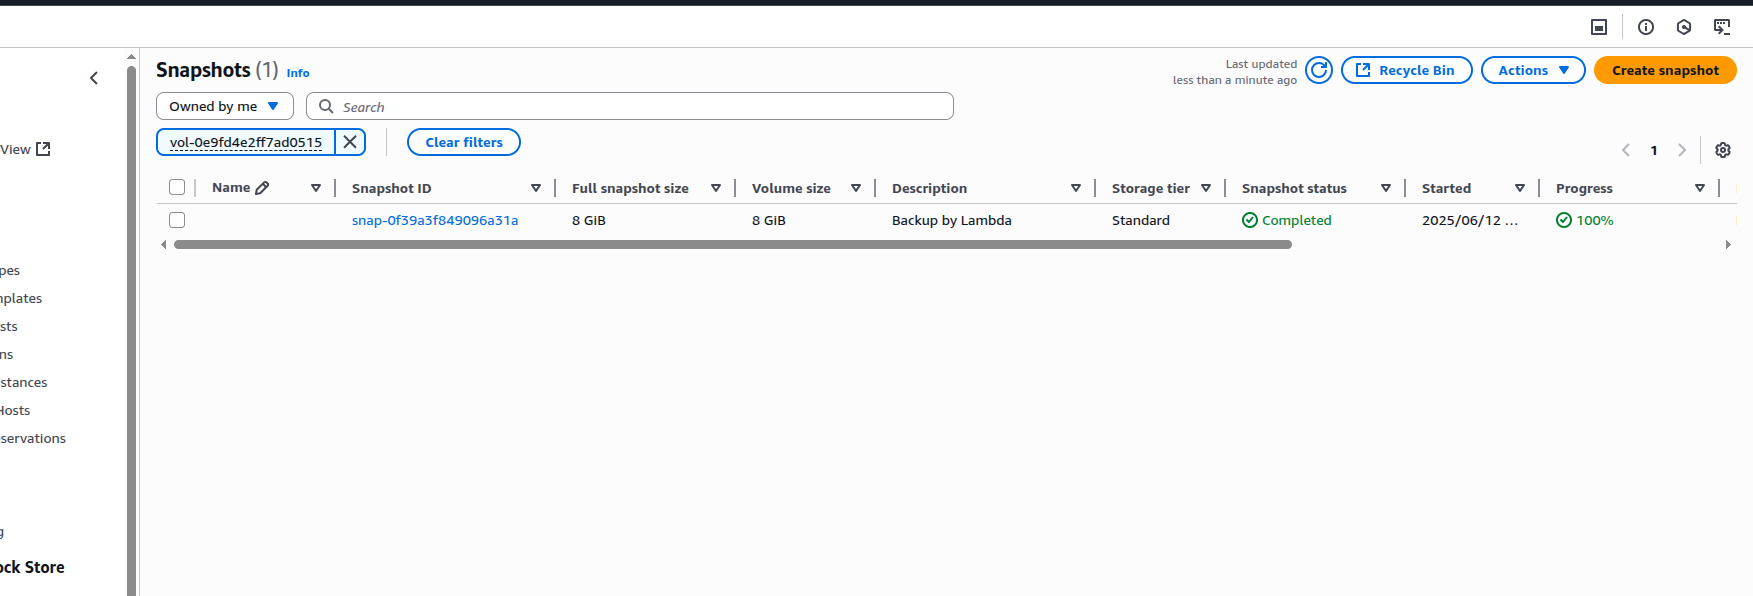 Snapshots (1) Info
Last updated
less than a minute ago
Recycle Bin
Actions
Create snapshot
Owned by me
Search
vol-0e9fd4e2ff7ad0515
Clear filters
1
Name Snapshot ID Full snapshot size Volume size Description Storage tier Snapshot status Started Progress
snap-0f39a3f849096a31a 8 GiB 8 GiB Backup by Lambda Standard Completed 2025/06/12 ... 100%
View
pes
nplates
sts
ns
stances
Hosts
servations
g
ock Store